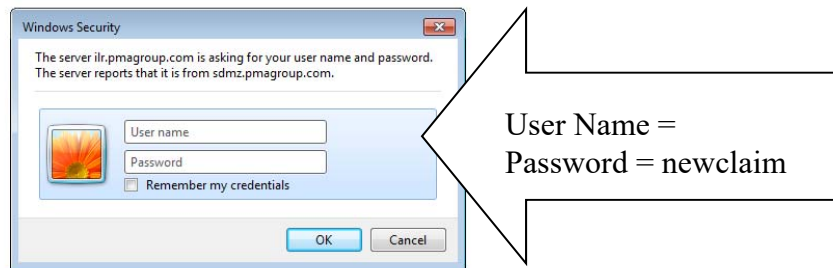 Windows Security
The server ilr.pmagroup.com is asking for your user name and password.
The server reports that it is from sdmz.pmagroup.com.
User name
Password
Remember my credentials
OK Cancel
User Name =
Password = newclaim